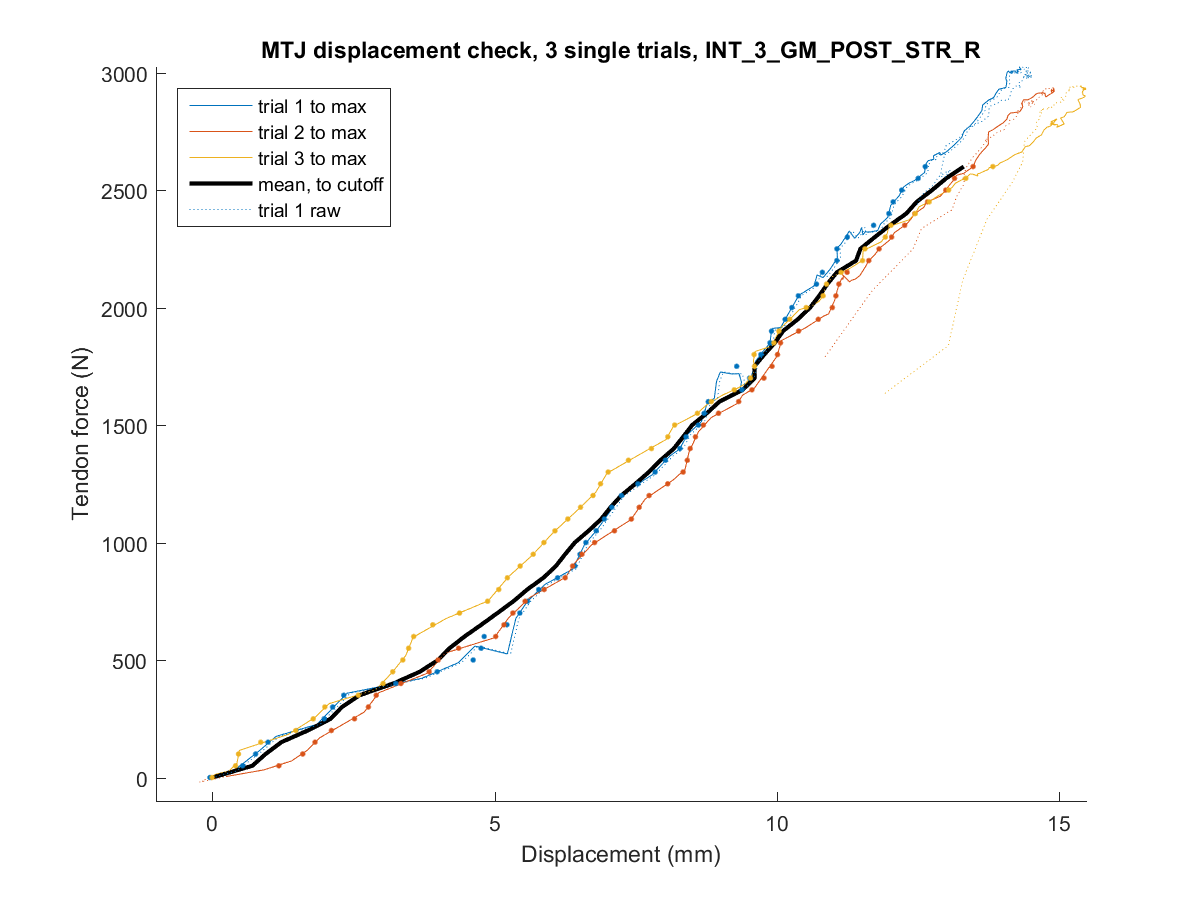 MTJ displacement check, 3 single trials, INT_3_GM_POST_STR_R
3000
trial 1 to max
trial 2 to max
trial 3 to max
mean, to cutoff
trial 1 raw
2500
2000
1500
1000
500
0
Tendon force (N)
0 5 10 15
Displacement (mm)